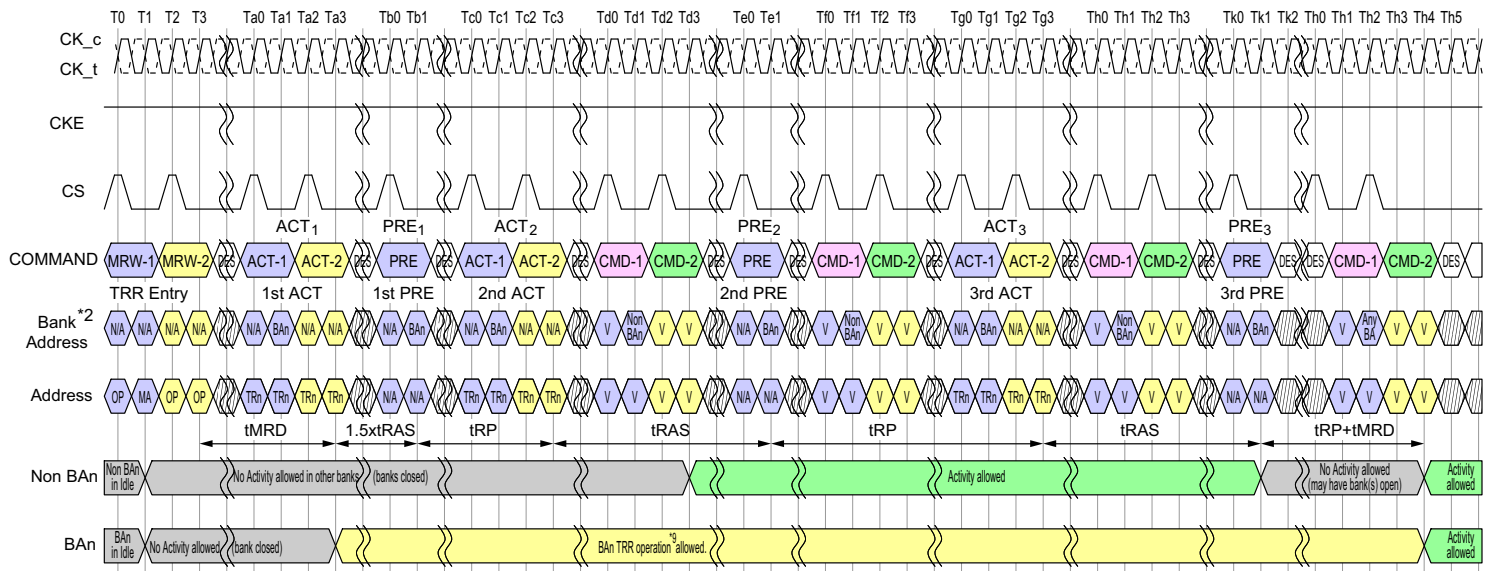 T0 T1 T2 T3 Ta0 Ta1 Ta2 Ta3 Tb0 Tb1 Tc0 Tc1 Tc2 Tc3 Td0 Td1 Td2 Td3 Te0 Te1 Tf0 Tf1 Tf2 Tf3 Tg0 Tg1 Tg2 Tg3 Th0 Th1 Th2 Th3 Tk0 Tk1 Tk2 Th0 Th1 Th2 Th3 Th4 Th5
CK_c
CK_t
CKE
CS
ACT1 PRE1 ACT2 PRE2 ACT3 PRE3
COMMAND MRW-1 MRW-2 DES ACT-1 ACT-2 DES PRE DES ACT-1 ACT-2 DES CMD-1 CMD-2 DES PRE DES CMD-1 CMD-2 DES ACT-1 ACT-2 DES CMD-1 CMD-2 DES PRE DES DES CMD-1 CMD-2 DES
TRR Entry 1st ACT 1st PRE 2nd ACT 2nd PRE 3rd ACT 3rd PRE
Bank*2 Address N/A N/A N/A N/A N/A BAn N/A N/A N/A BAn N/A BAn N/A N/A V Non BAn V V N/A BAn V Non BAn V V N/A BAn N/A N/A V Non BAn V V N/A BAn V Any BA V V
Address OP MA OP OP TRn TRn TRn TRn N/A N/A TRn TRn TRn TRn V V V V N/A N/A V V V V TRn TRn TRn TRn V V V V N/A N/A V V V V
tMRD 1.5xtRAS tRP tRAS tRP tRAS tRP+tMRD
Non BAn Non BAn in Idle No Activity allowed in other banks (banks closed) Activity allowed No Activity allowed (may have bank(s) open) Activity allowed
BAn BAn in Idle No Activity allowed (bank closed) BAn TRR operation*9 allowed. Activity allowed